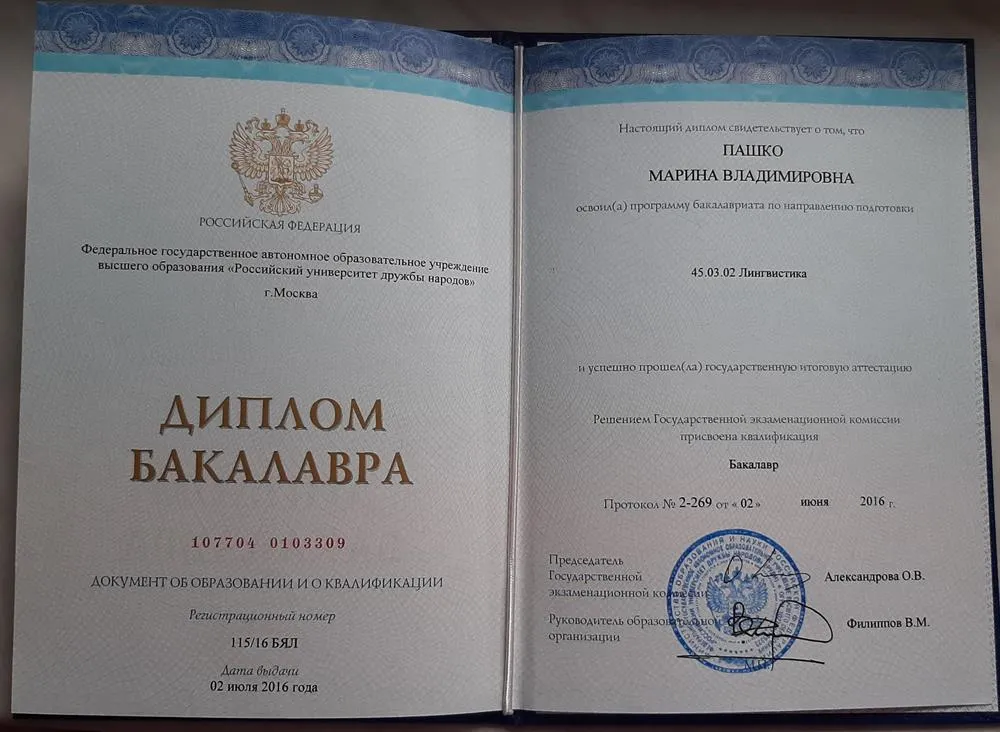 РОССИЙСКАЯ ФЕДЕРАЦИЯ
Федеральное государственное автономное образовательное учреждение
высшего образования «Российский университет дружбы народов»
г.Москва
ДИПЛОМ
БАКАЛАВРА
107704 0103309
ДОКУМЕНТ ОБ ОБРАЗОВАНИИ И О КВАЛИФИКАЦИИ
Регистрационный номер
115/16 БЯЛ
Дата выдачи
02 июля 2016 года
Настоящий диплом свидетельствует о том, что
ПАШКО
МАРИНА ВЛАДИМИРОВНА
освоил(а) программу бакалавриата по направлению подготовки
45.03.02 Лингвистика
и успешно прошел(ла) государственную итоговую аттестацию
Решением Государственной экзаменационной комиссии
присвоена квалификация
Бакалавр
Протокол № 2-269 от « 02 » июня 2016 г.
Председатель
Государственной
экзаменационной комиссии
Александрова О.В.
Руководитель образовательной
организации
Филиппов В.М.
М.П.